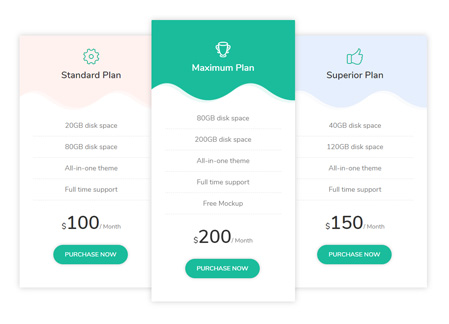 Standard Plan
20GB disk space
80GB disk space
All-in-one theme
Full time support
$100/ Month
PURCHASE NOW
Maximum Plan
80GB disk space
200GB disk space
All-in-one theme
Full time support
Free Mockup
$200/ Month
PURCHASE NOW
Superior Plan
40GB disk space
120GB disk space
All-in-one theme
Full time support
$150/ Month
PURCHASE NOW